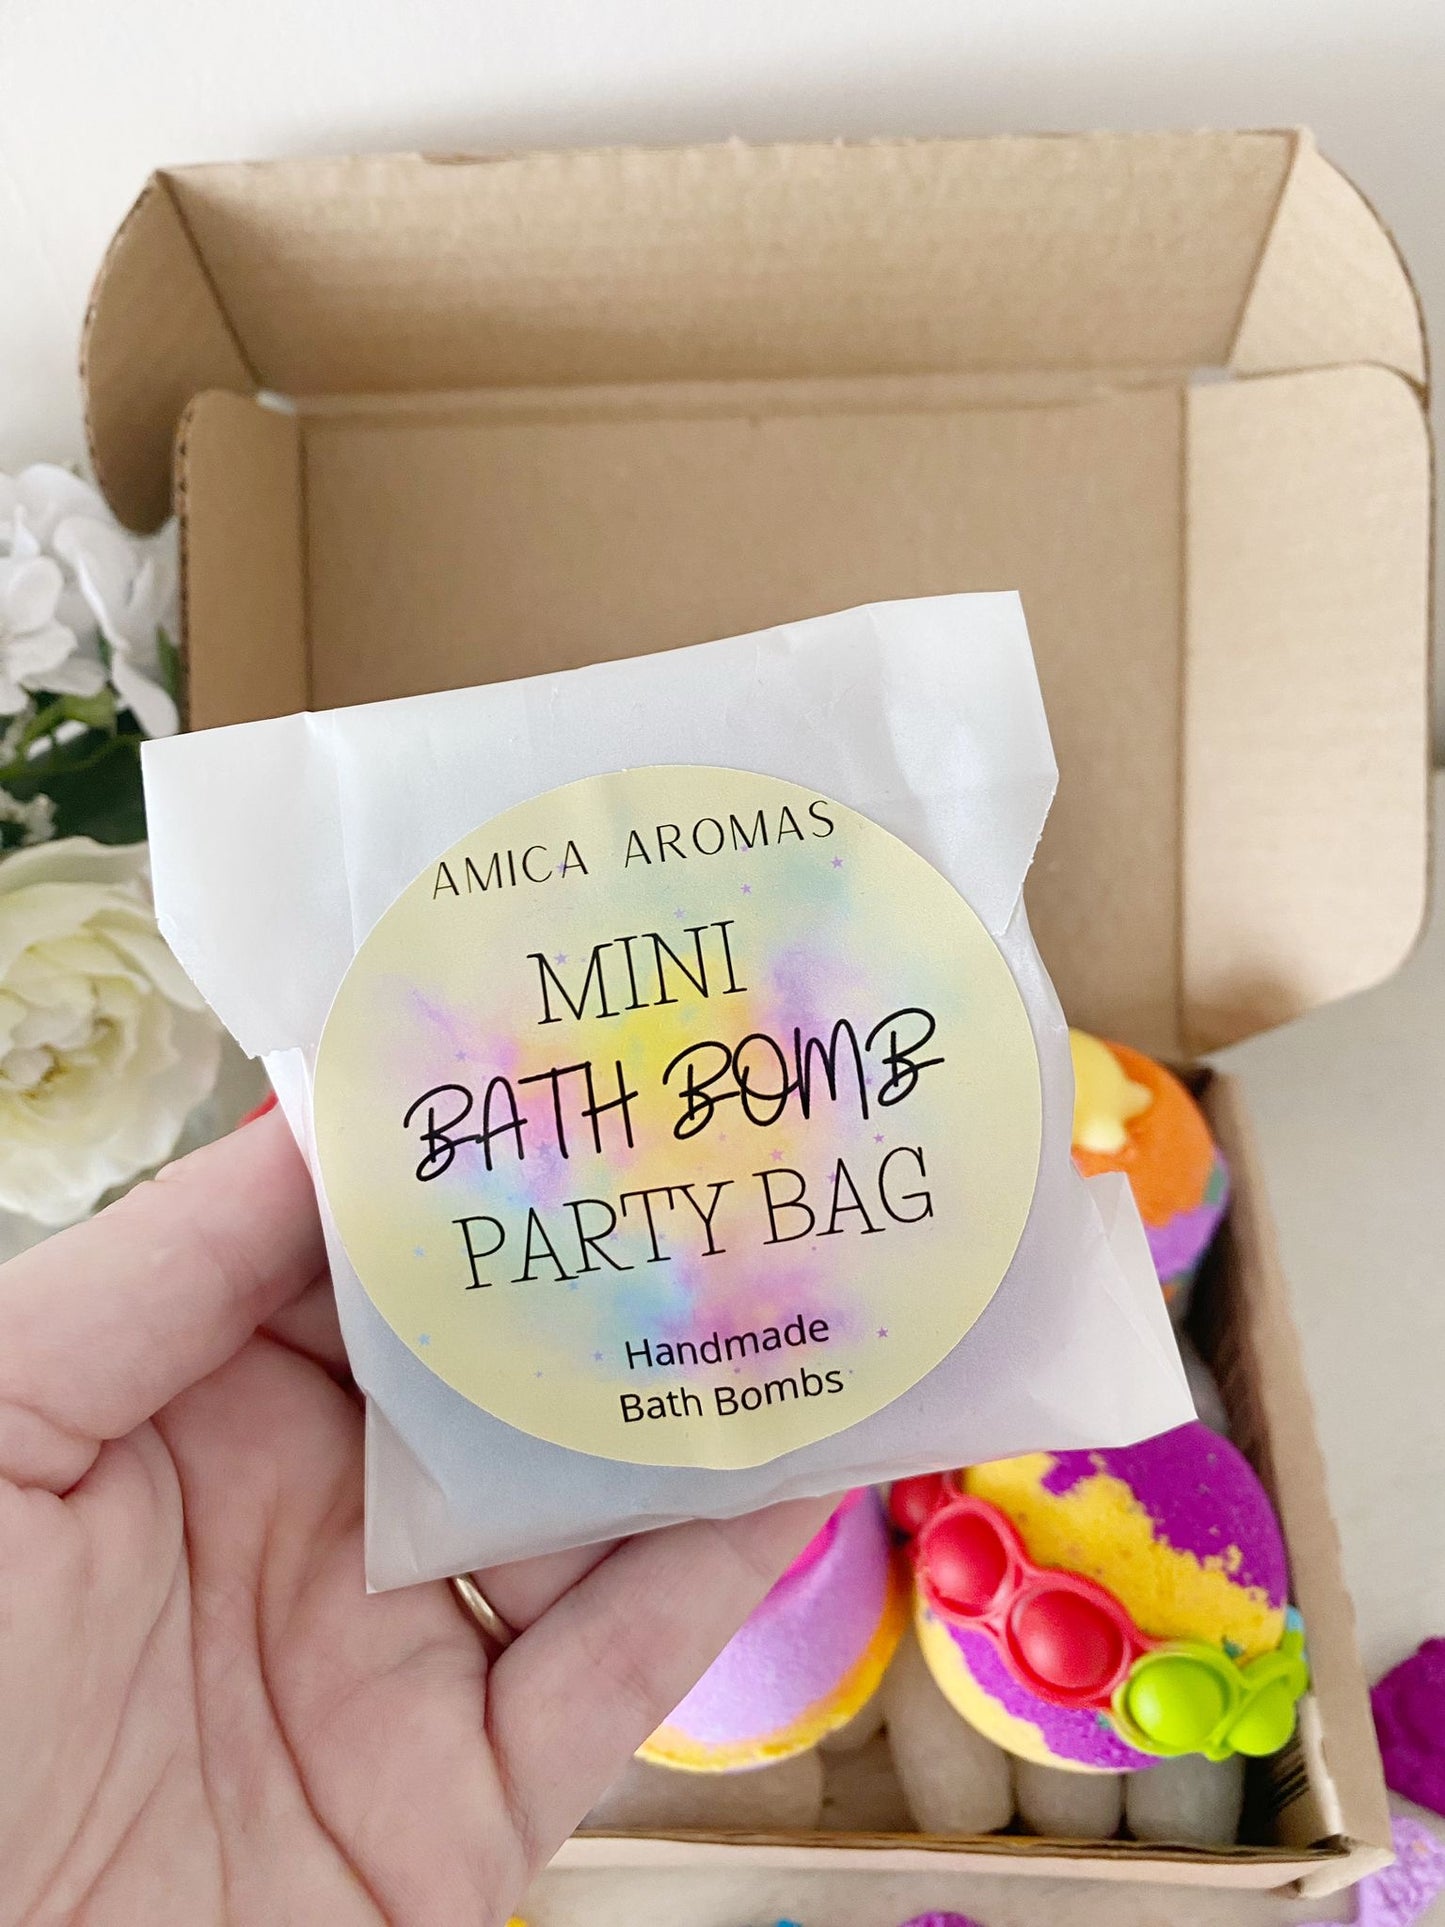 AMICA AROMAS
MINI
BATH BOMB
PARTY BAG
Handmade
Bath Bombs